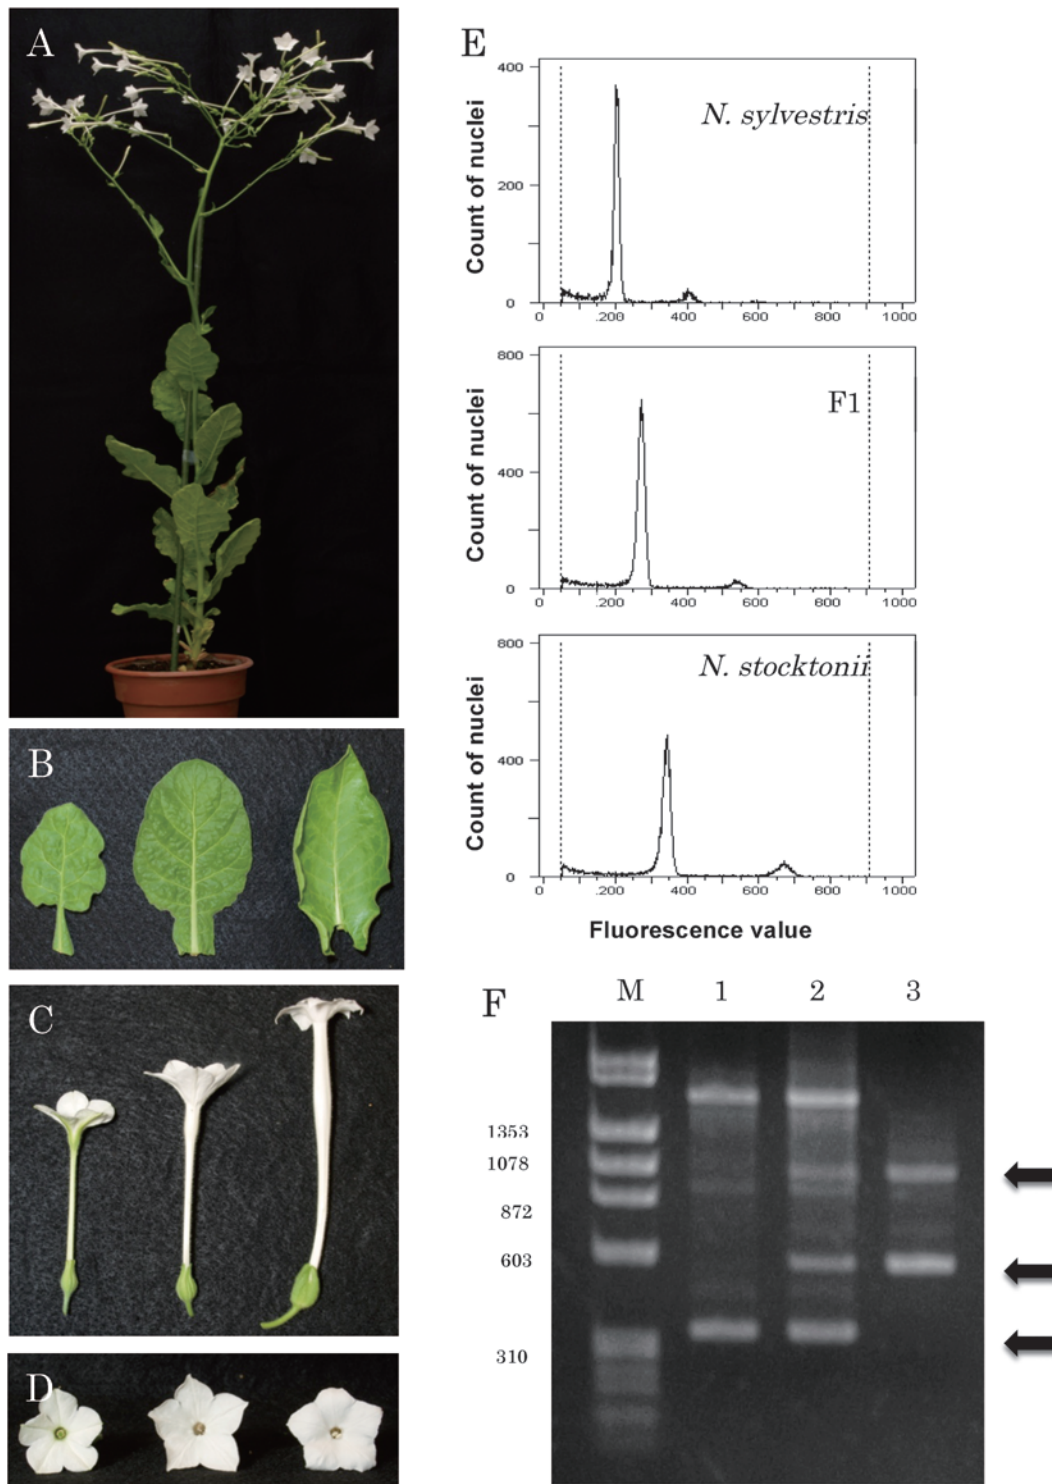 A
B
C
D
E
400
200
0
Count of nuclei
N. sylvestris
0 200 400 600 800 1000
800
400
0
Count of nuclei
F1
0 200 400 600 800 1000
800
400
0
Count of nuclei
N. stocktonii
0 200 400 600 800 1000
Fluorescence value
F
M 1 2 3
1353
1078
872
603
310